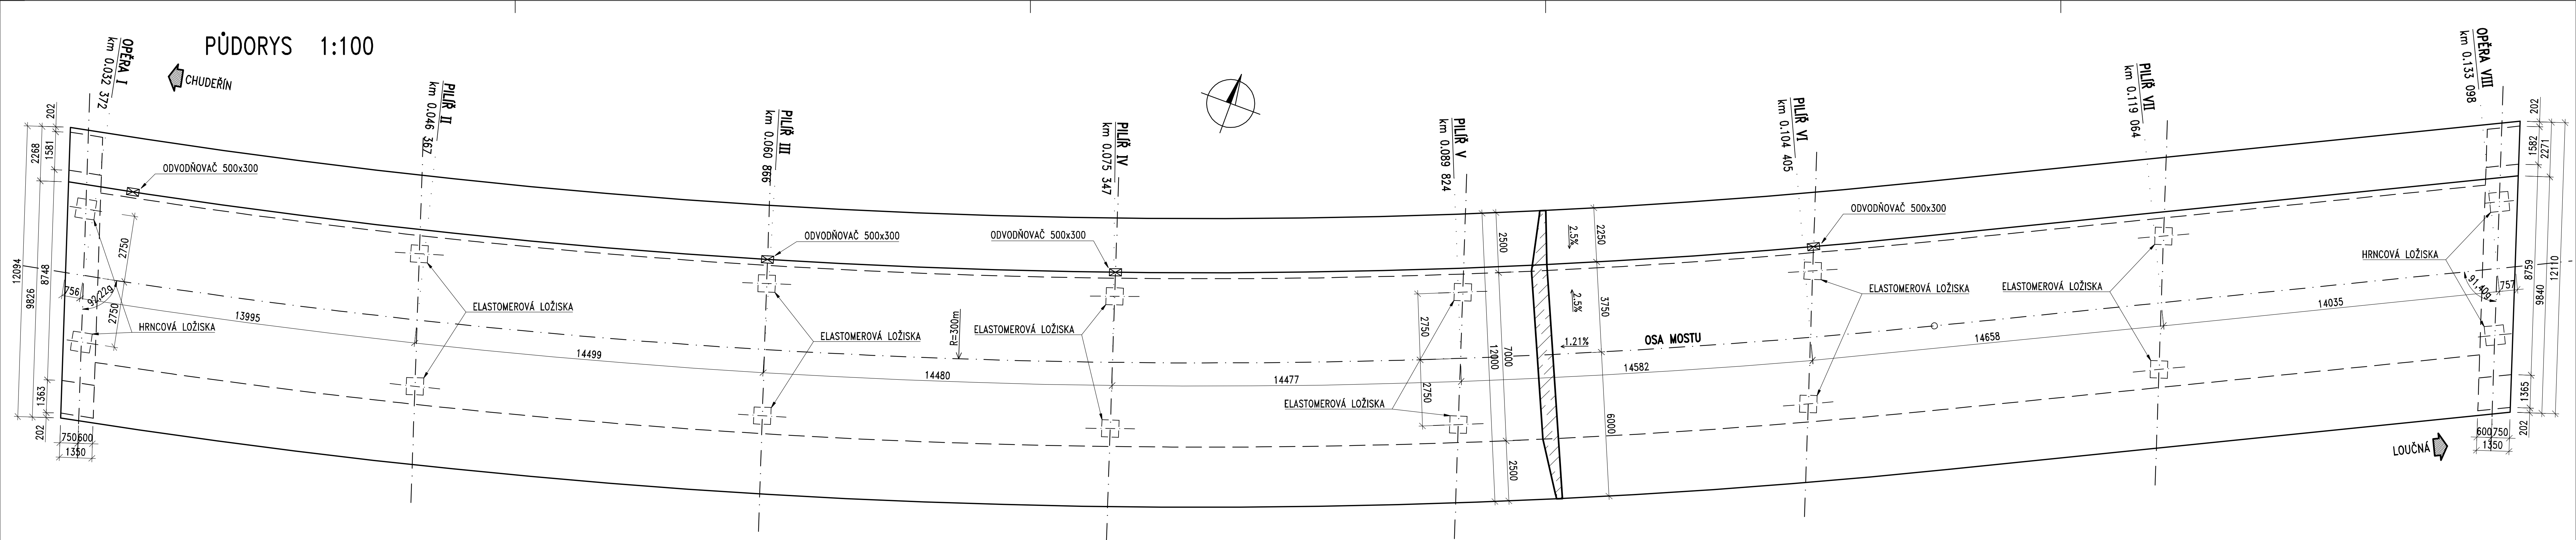 PŮDORYS 1:100
OPĚRA I
km 0.032 372
CHUDEŘÍN
PILÍŘ II
km 0.046 367
PILÍŘ III
km 0.060 866
PILÍŘ IV
km 0.075 347
PILÍŘ V
km 0.089 824
PILÍŘ VI
km 0.104 405
PILÍŘ VII
km 0.119 064
OPĚRA VIII
km 0.133 098
202
1581
2268
8748
9826
12094
1363
202
750
600
1350
756
92.22g
2750
2750
ODVODŇOVAČ 500x300
HRNCOVÁ LOŽISKA
13995
ELASTOMEROVÁ LOŽISKA
14499
ODVODŇOVAČ 500x300
ELASTOMEROVÁ LOŽISKA
14480
R=300m
ODVODŇOVAČ 500x300
ELASTOMEROVÁ LOŽISKA
14477
ELASTOMEROVÁ LOŽISKA
2750
2750
2500
12000
7000
2500
2.5%
2.5%
1.21%
2250
3750
6000
OSA MOSTU
14582
ODVODŇOVAČ 500x300
ELASTOMEROVÁ LOŽISKA
14658
ELASTOMEROVÁ LOŽISKA
14035
HRNCOVÁ LOŽISKA
91.40g
757
202
1582
2271
8759
9840
12110
1365
202
600
750
1350
LOUČNÁ